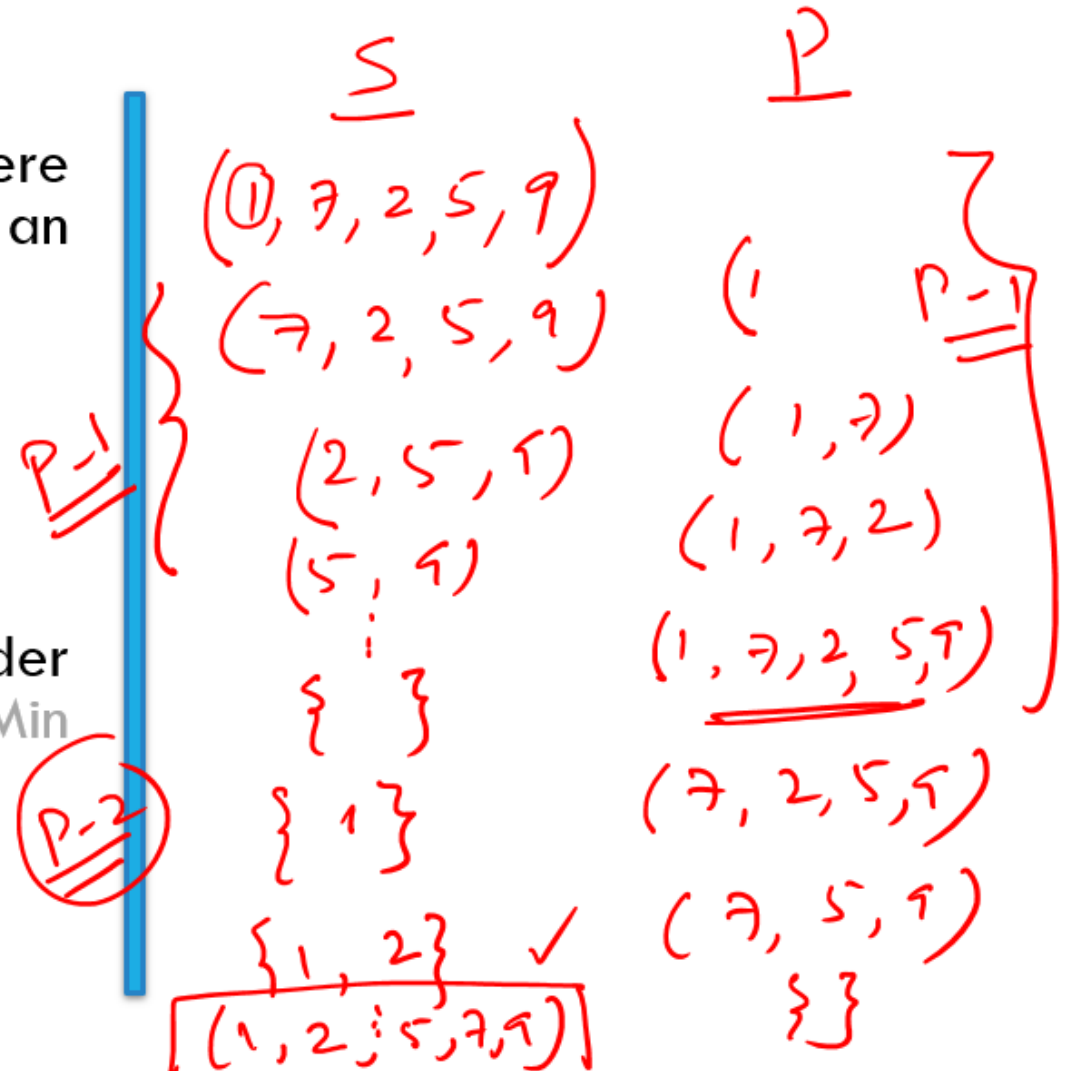 S P
ere
an
(1, 7, 2, 5, 9)
(7, 2, 5, 9) (1 P-1
P-1 (2, 5, 9) (1, 7)
(5, 9) (1, 7, 2)
⋮
der { } (1, 7, 2, 5, 9)
Min
P-2 { 1 } (7, 2, 5, 9)
{1, 2} ✓ (7, 5, 9)
(1, 2, ⋮ 5, 7, 9) { }